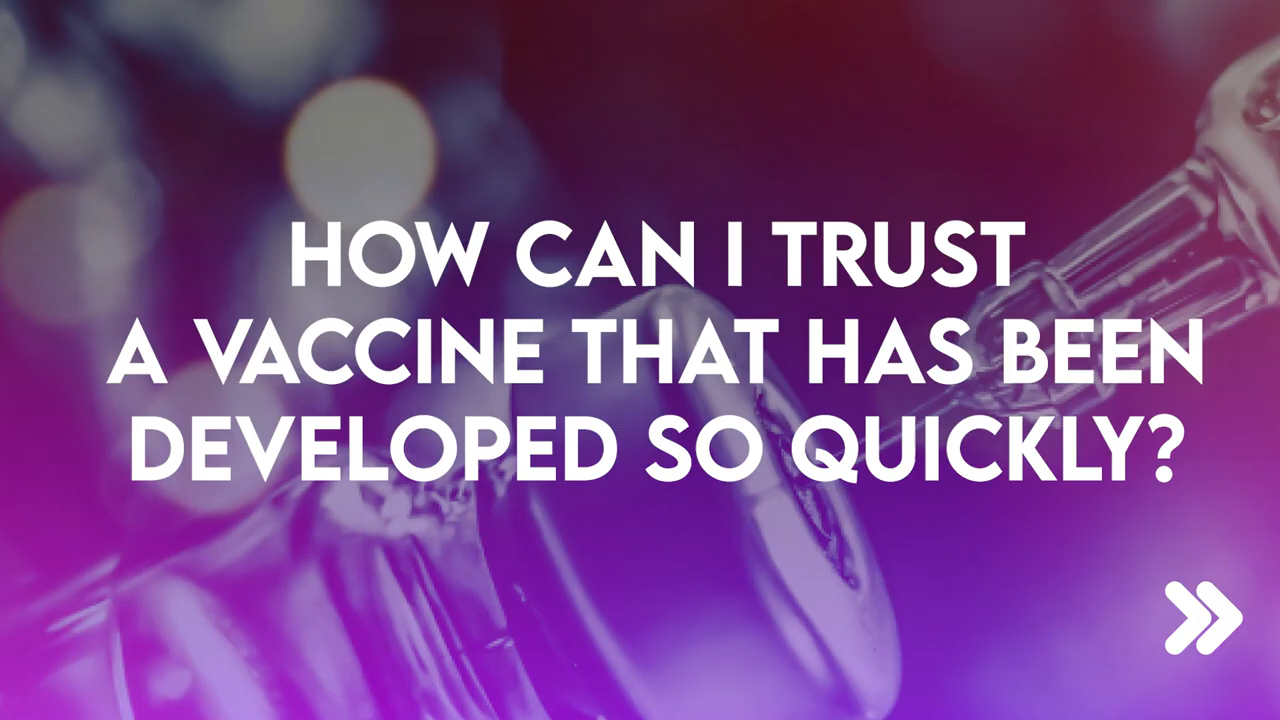 HOW CAN I TRUST
A VACCINE THAT HAS BEEN
DEVELOPED SO QUICKLY?